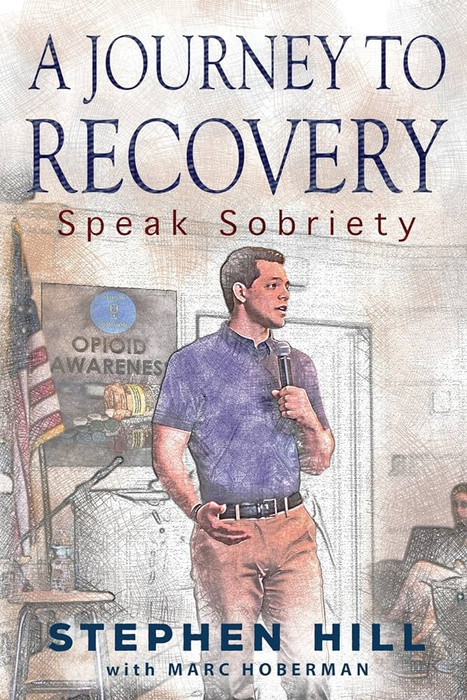 A JOURNEY TO
RECOVERY
Speak Sobriety
OPIOID
AWARENES
STEPHEN HILL
with MARC HOBERMAN